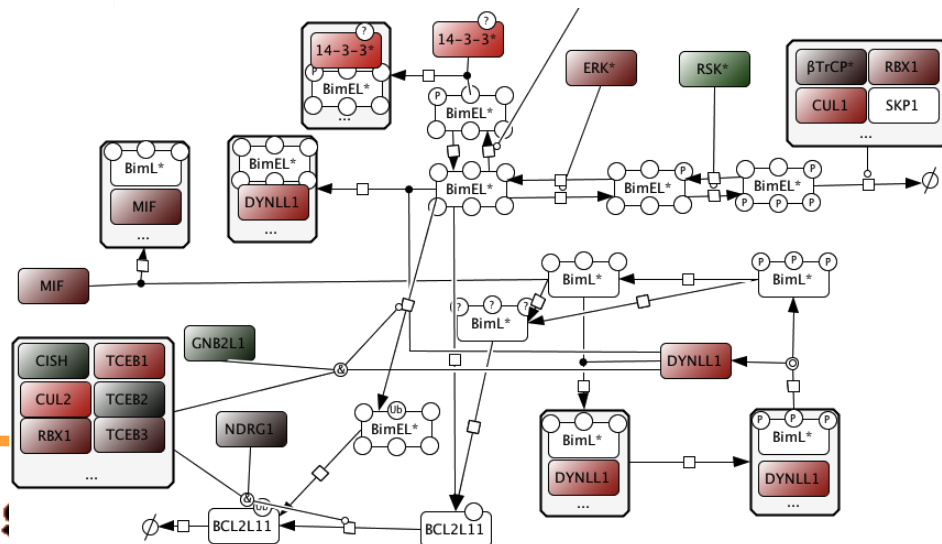 ?
?
14-3-3*
14-3-3*
P
BimEL*
...
P
BimEL*
ERK*
RSK*
βTrCP*
RBX1
CUL1
SKP1
...
BimL*
MIF
...
BimEL*
DYNLL1
...
BimEL*
P
BimEL*
P
P
BimEL*
P
P
P
∅
MIF
BimL*
P
P
P
BimL*
?
?
?
BimL*
GNB2L1
&
DYNLL1
CISH
TCEB1
CUL2
TCEB2
RBX1
TCEB3
...
NDRG1
Ub
BimEL*
BimL*
DYNLL1
...
P
P
P
BimL*
DYNLL1
...
&
Ub
∅
BCL2L11
BCL2L11